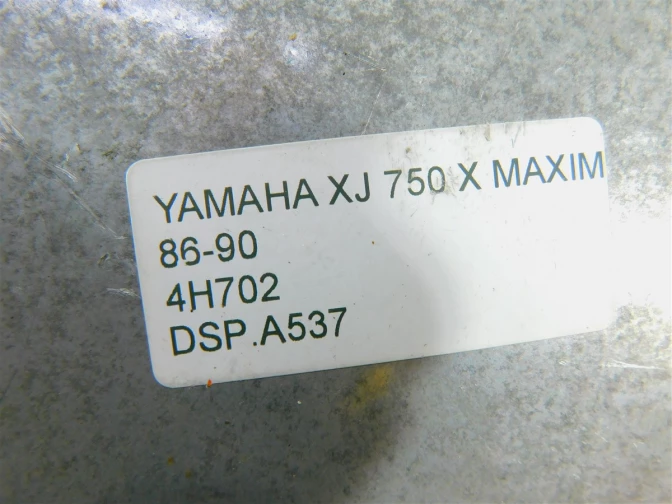 YAMAHA XJ 750 X MAXIM
86-90
4H702
DSP.A537